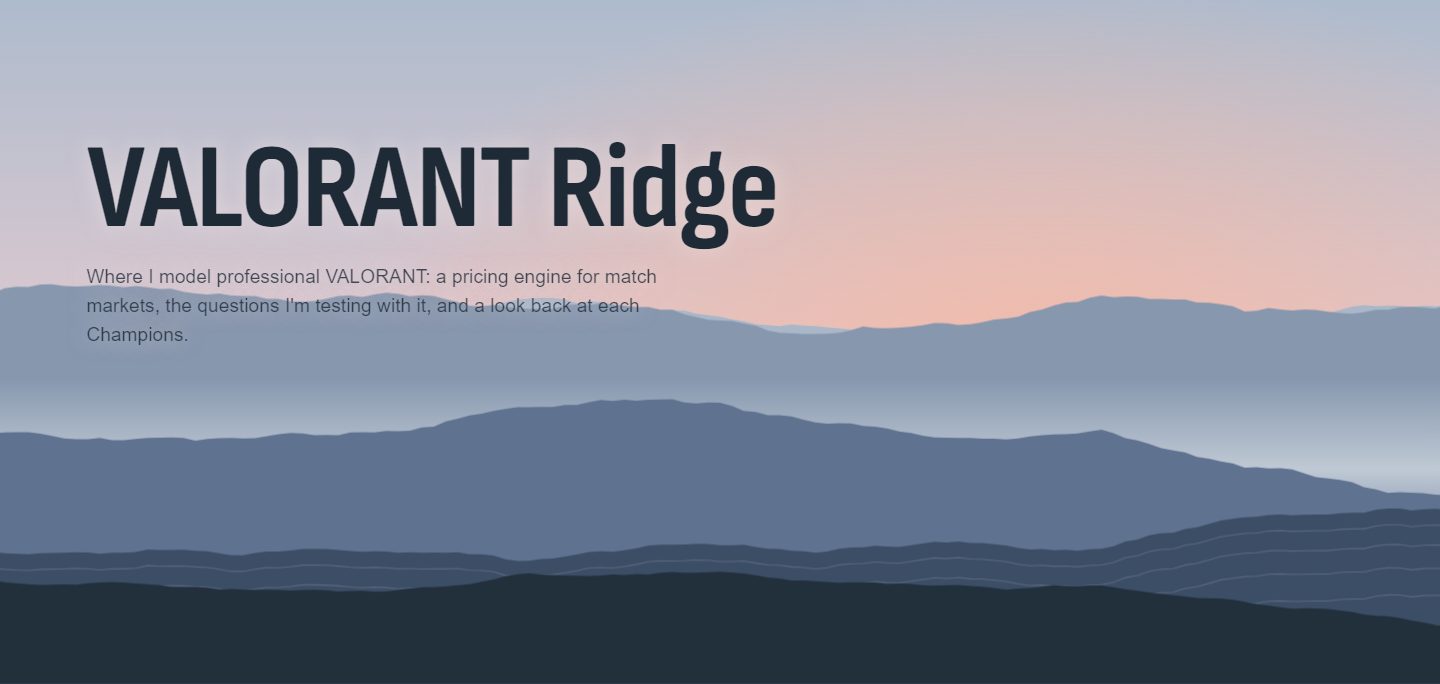 VALORANT Ridge
Where I model professional VALORANT: a pricing engine for match
markets, the questions I'm testing with it, and a look back at each
Champions.